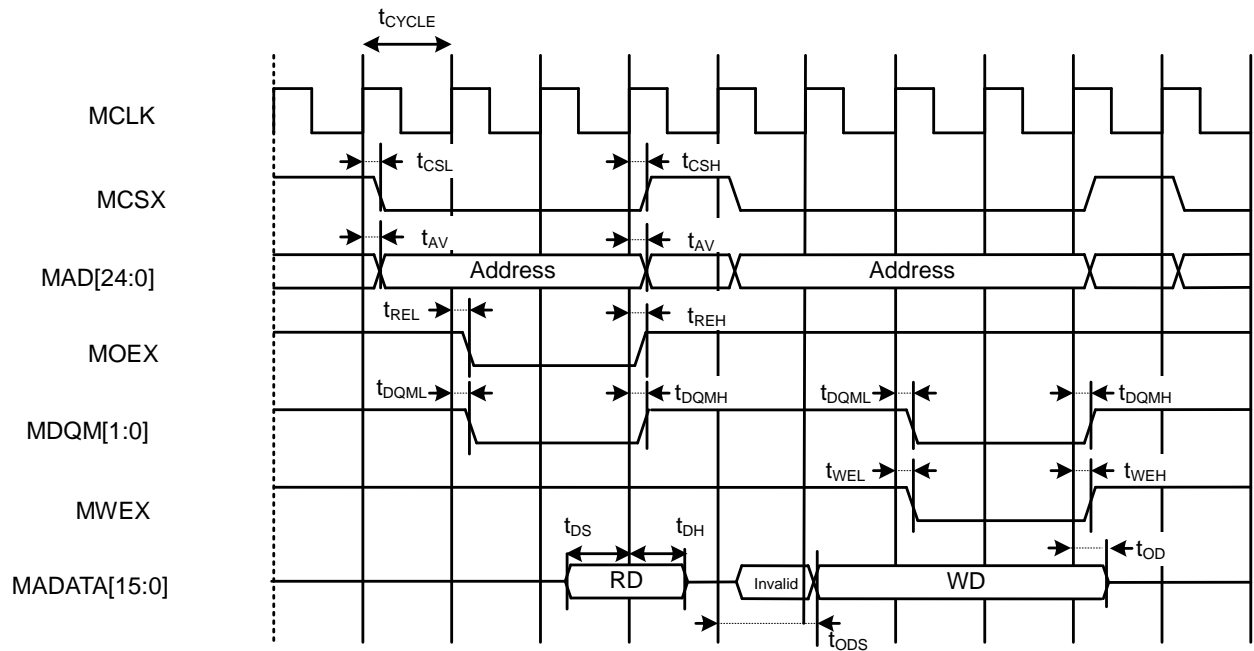 tCYCLE
MCLK
tCSL tCSH
MCSX
tAV tAV
MAD[24:0] Address Address
tREL tREH
MOEX
tDQML tDQMH tDQML tDQMH
MDQM[1:0]
tWEL tWEH
MWEX
tDS tDH
tOD
MADATA[15:0] RD Invalid WD
tODS